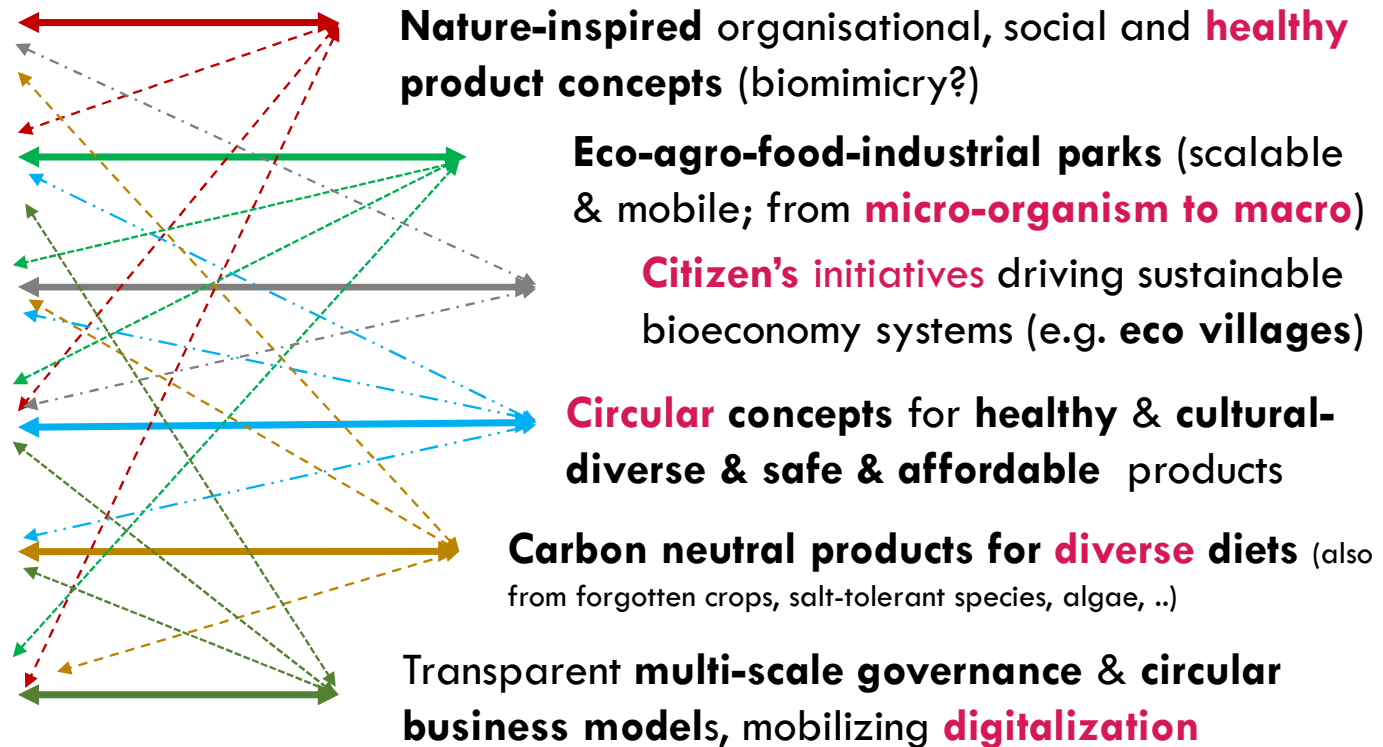 Nature-inspired organisational, social and healthy
product concepts (biomimicry?)
Eco-agro-food-industrial parks (scalable
& mobile; from micro-organism to macro)
Citizen’s initiatives driving sustainable
bioeconomy systems (e.g. eco villages)
Circular concepts for healthy & cultural-
diverse & safe & affordable products
Carbon neutral products for diverse diets (also
from forgotten crops, salt-tolerant species, algae, ..)
Transparent multi-scale governance & circular
business models, mobilizing digitalization